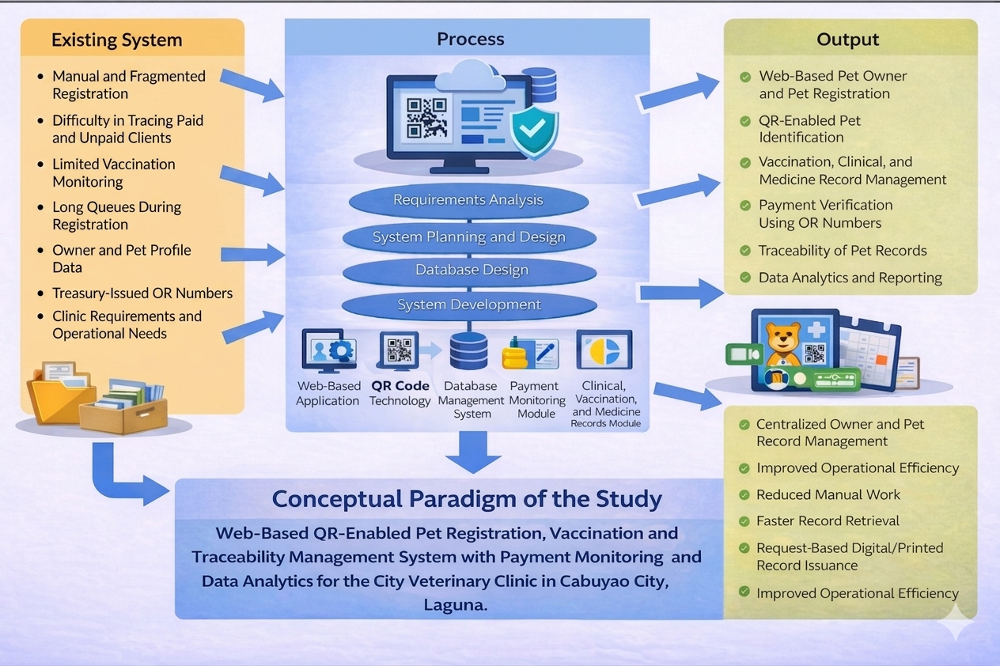 Existing System
• Manual and Fragmented
Registration
• Difficulty in Tracing Paid
and Unpaid Clients
• Limited Vaccination
Monitoring
• Long Queues During
Registration
• Owner and Pet Profile
Data
• Treasury-Issued OR Numbers
• Clinic Requirements and
Operational Needs
Process
Requirements Analysis
System Planning and Design
Database Design
System Development
Web-Based
Application
QR Code
Technology
Database
Management
System
Payment
Monitoring
Module
Clinical,
Vaccination,
and Medicine
Records Module
Output
Web-Based Pet Owner
and Pet Registration
QR-Enabled Pet
Identification
Vaccination, Clinical, and
Medicine Record Management
Payment Verification
Using OR Numbers
Traceability of Pet Records
Data Analytics and Reporting
Centralized Owner and Pet
Record Management
Improved Operational Efficiency
Reduced Manual Work
Faster Record Retrieval
Request-Based Digital/Printed
Record Issuance
Improved Operational Efficiency
Conceptual Paradigm of the Study
Web-Based QR-Enabled Pet Registration, Vaccination and
Traceability Management System with Payment Monitoring and
Data Analytics for the City Veterinary Clinic in Cabuyao City,
Laguna.